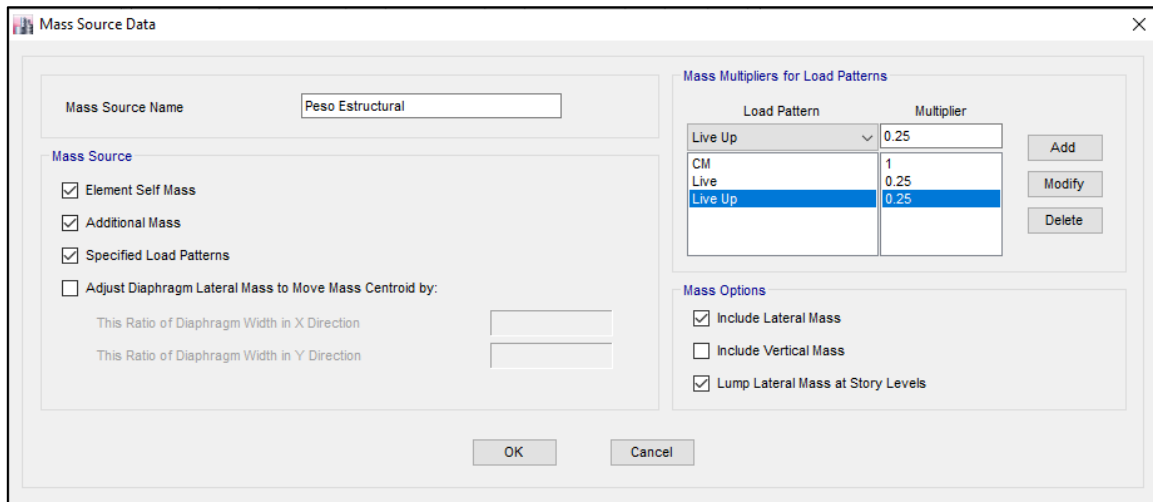 Mass Source Data
Mass Source Name Peso Estructural
Mass Source
Element Self Mass
Additional Mass
Specified Load Patterns
Adjust Diaphragm Lateral Mass to Move Mass Centroid by:
This Ratio of Diaphragm Width in X Direction
This Ratio of Diaphragm Width in Y Direction
Mass Multipliers for Load Patterns
Load Pattern Multiplier
Live Up 0.25 Add
CM 1
Live 0.25 Modify
Live Up 0.25
Delete
Mass Options
Include Lateral Mass
Include Vertical Mass
Lump Lateral Mass at Story Levels
OK Cancel